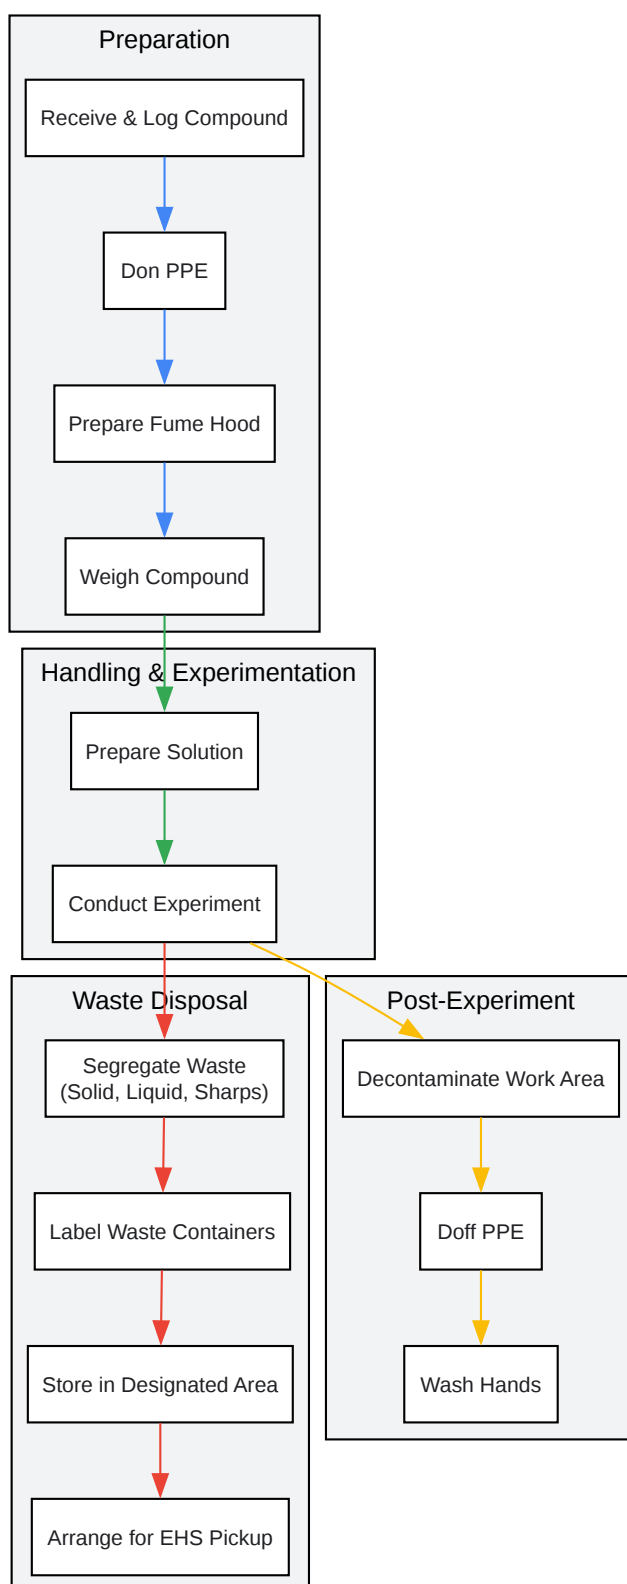 Preparation
Receive & Log Compound
Don PPE
Prepare Fume Hood
Weigh Compound
Handling & Experimentation
Prepare Solution
Conduct Experiment
Waste Disposal
Segregate Waste
(Solid, Liquid, Sharps)
Label Waste Containers
Store in Designated Area
Arrange for EHS Pickup
Post-Experiment
Decontaminate Work Area
Doff PPE
Wash Hands